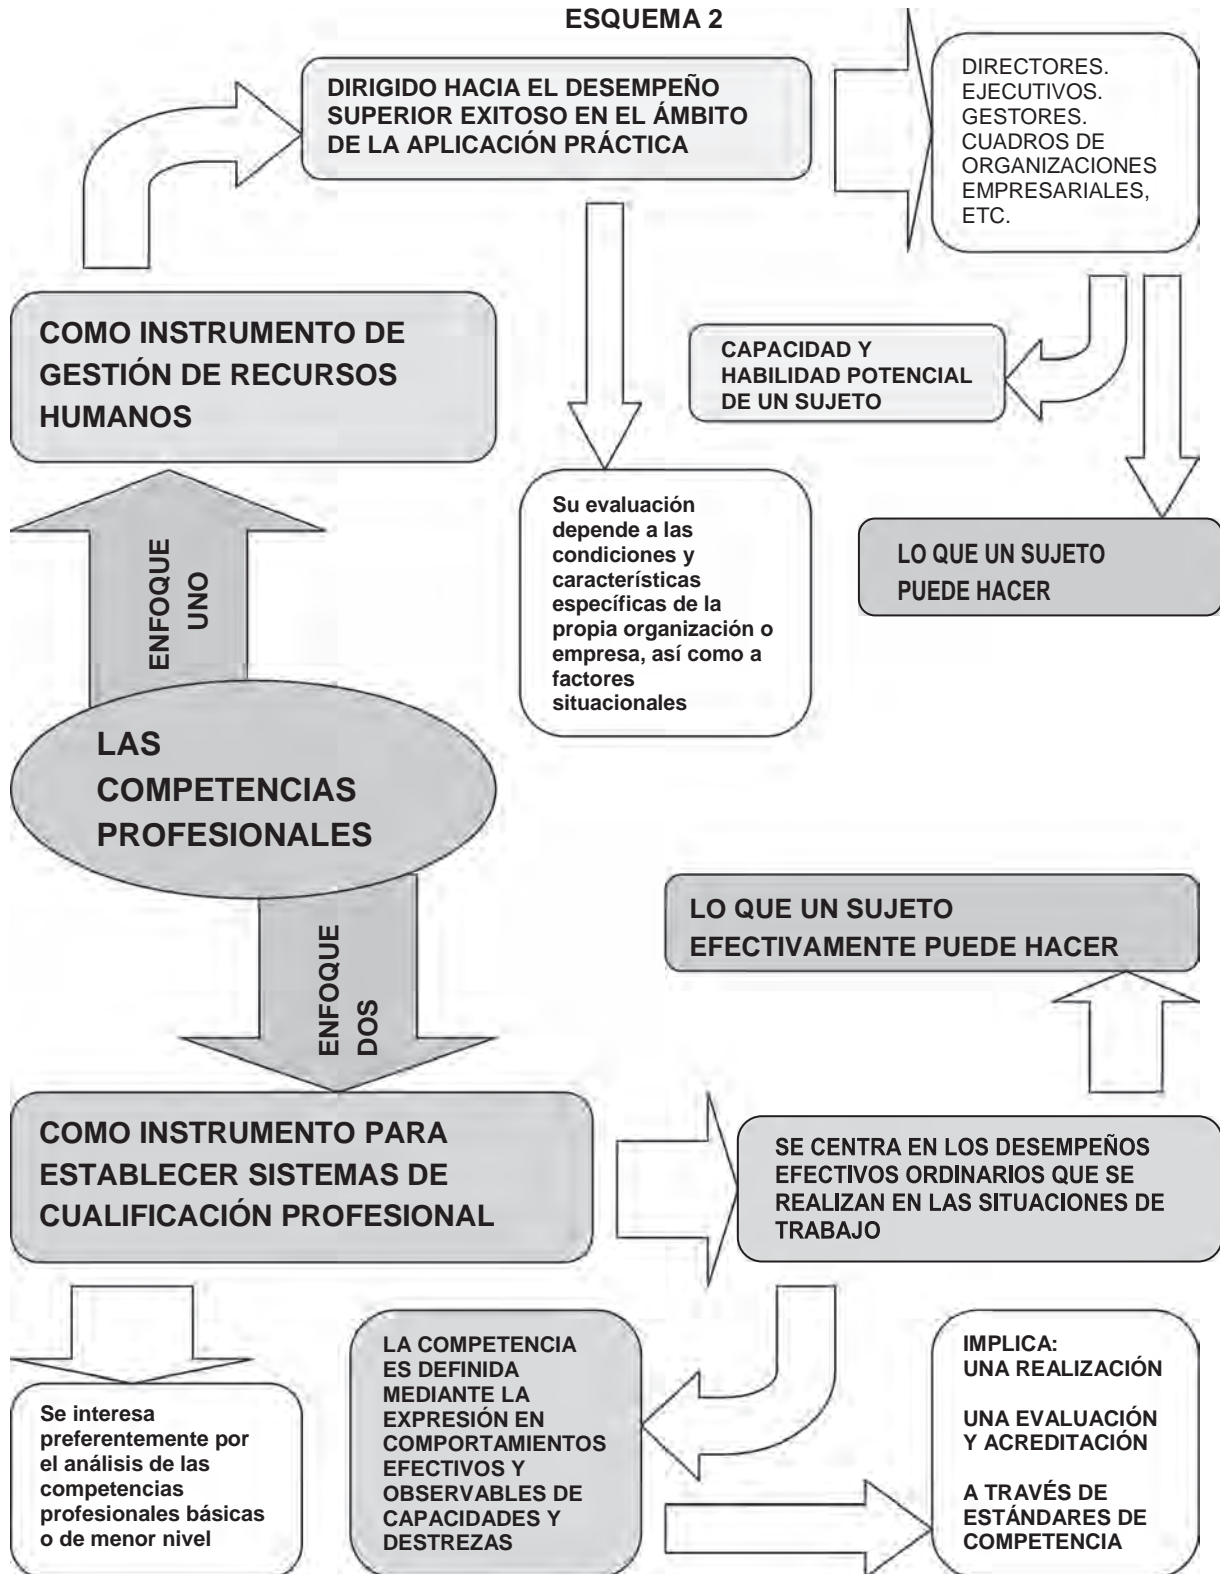 ESQUEMA 2
DIRIGIDO HACIA EL DESEMPEÑO
SUPERIOR EXITOSO EN EL ÁMBITO
DE LA APLICACIÓN PRÁCTICA
DIRECTORES.
EJECUTIVOS.
GESTORES.
CUADROS DE
ORGANIZACIONES
EMPRESARIALES,
ETC.
COMO INSTRUMENTO DE
GESTIÓN DE RECURSOS
HUMANOS
CAPACIDAD Y
HABILIDAD POTENCIAL
DE UN SUJETO
Su evaluación
depende a las
condiciones y
características
específicas de la
propia organización o
empresa, así como a
factores
situacionales
LO QUE UN SUJETO
PUEDE HACER
ENFOQUE
UNO
LAS
COMPETENCIAS
PROFESIONALES
ENFOQUE
DOS
LO QUE UN SUJETO
EFECTIVAMENTE PUEDE HACER
COMO INSTRUMENTO PARA
ESTABLECER SISTEMAS DE
CUALIFICACIÓN PROFESIONAL
SE CENTRA EN LOS DESEMPEÑOS
EFECTIVOS ORDINARIOS QUE SE
REALIZAN EN LAS SITUACIONES DE
TRABAJO
Se interesa
preferentemente por
el análisis de las
competencias
profesionales básicas
o de menor nivel
LA COMPETENCIA
ES DEFINIDA
MEDIANTE LA
EXPRESIÓN EN
COMPORTAMIENTOS
EFECTIVOS Y
OBSERVABLES DE
CAPACIDADES Y
DESTREZAS
IMPLICA:
UNA REALIZACIÓN
UNA EVALUACIÓN
Y ACREDITACIÓN
A TRAVÉS DE
ESTÁNDARES DE
COMPETENCIA